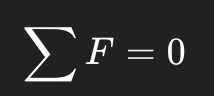 ∑ F = 0